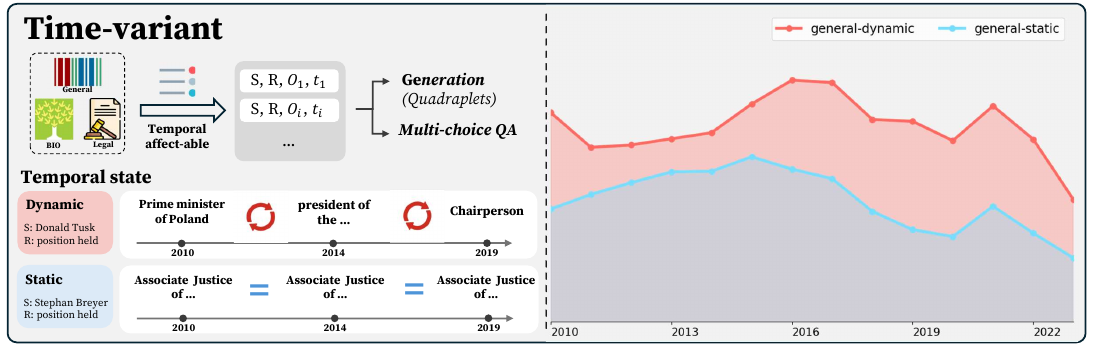 Time-variant
General
BIO
Legal
Temporal
affect-able
S, R, O₁, t₁
S, R, Oᵢ, tᵢ
...
Generation
(Quadraplets)
Multi-choice QA
Temporal state
Dynamic
S: Donald Tusk
R: position held
Prime minister
of Poland
president of
the ...
Chairperson
2010
2014
2019
Static
S: Stephan Breyer
R: position held
Associate Justice
of ...
Associate Justice
of ...
Associate Justice
of ...
2010
2014
2019
general-dynamic
general-static
2010
2013
2016
2019
2022